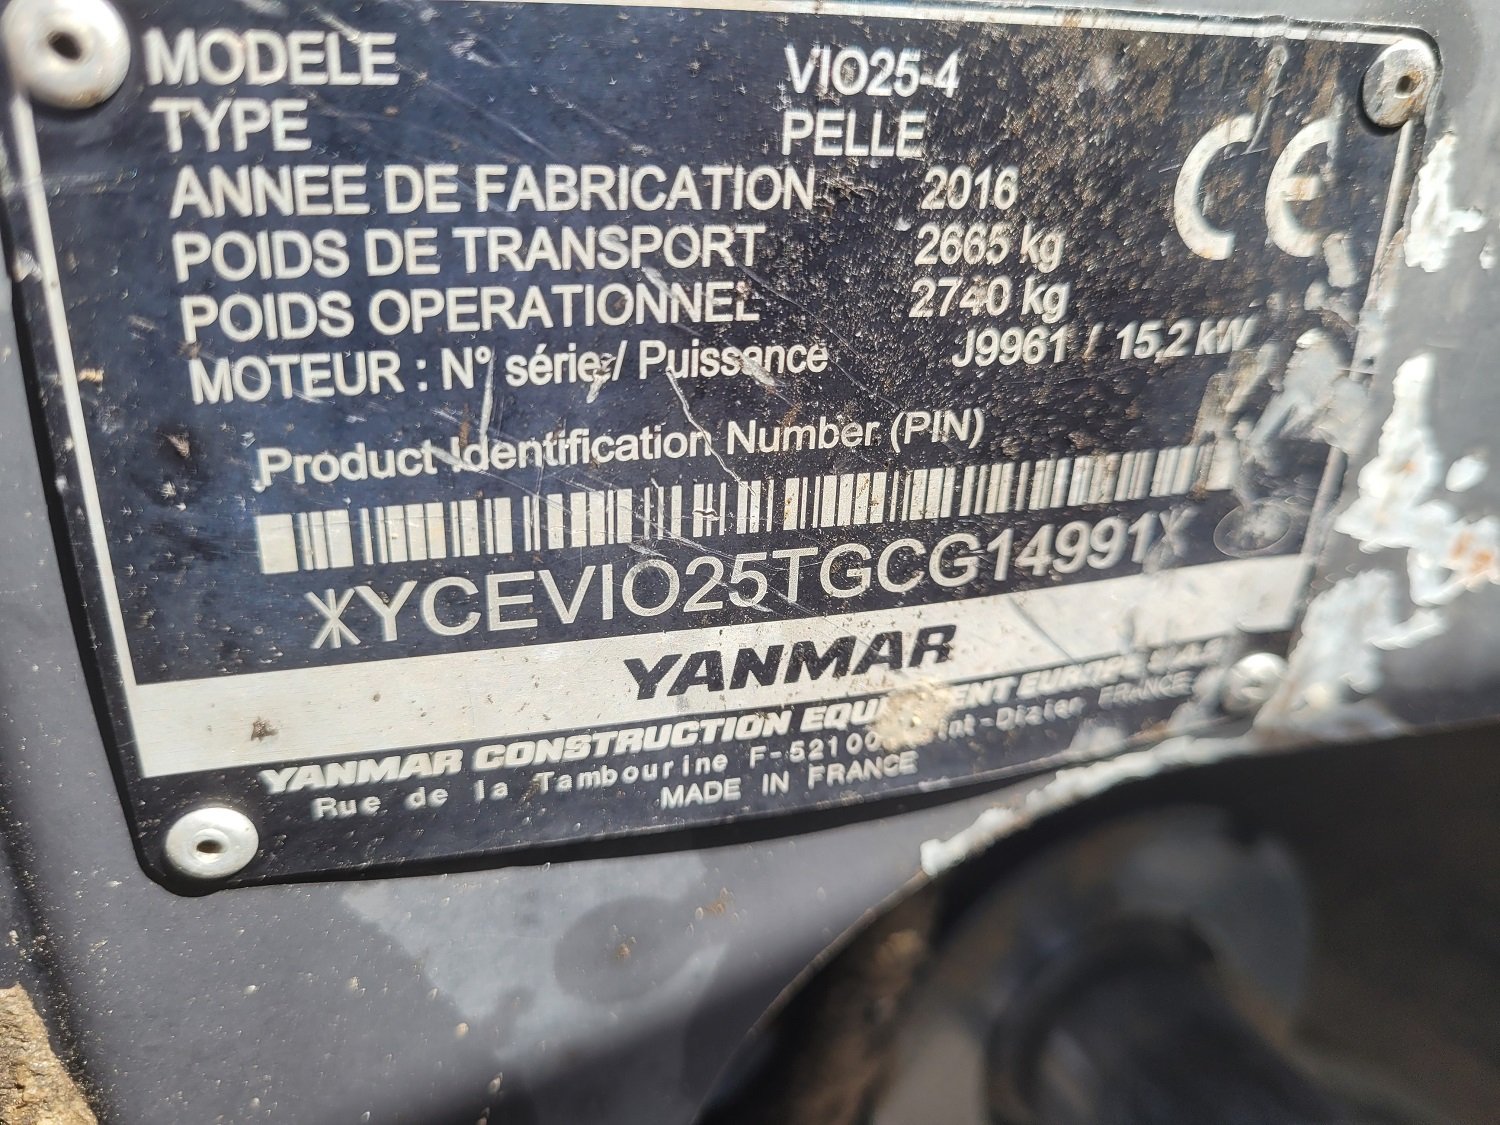 MODELE VIO25-4
TYPE PELLE
ANNEE DE FABRICATION 2016
POIDS DE TRANSPORT 2665 kg
POIDS OPERATIONNEL 2740 kg
MOTEUR : N° série / Puissance J9961 / 15,2 kW
CE
Product Identification Number (PIN)
*YCEVIO25TGCG14991*
YANMAR
YANMAR CONSTRUCTION EQUIPMENT EUROPE S.A.S
Rue de la Tambourine F-52100 Saint-Dizier FRANCE
MADE IN FRANCE